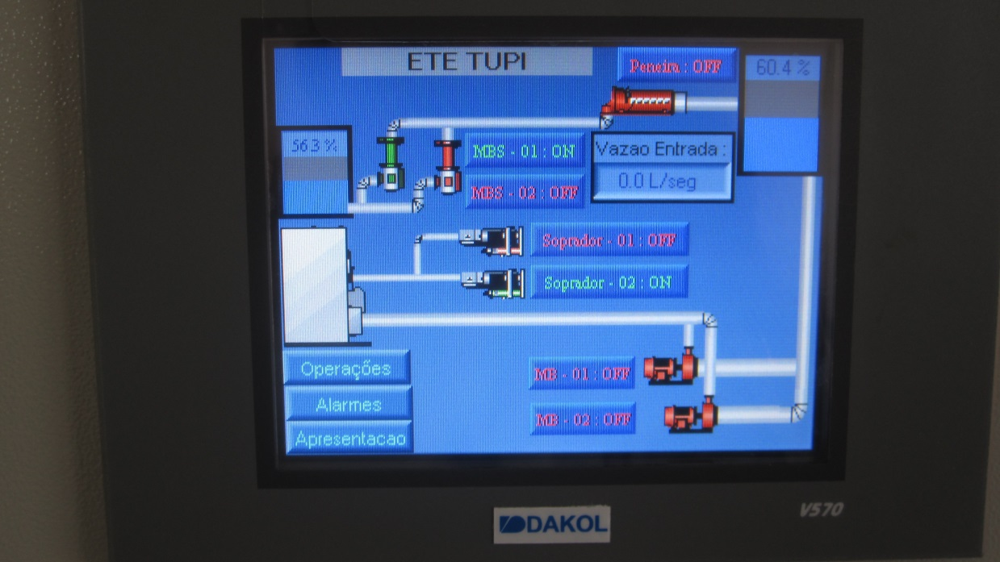 ETE TUPI
Peneira : OFF
60.4 %
56.3 %
MBS - 01 : ON
Vazao Entrada :
MBS - 02 : OFF
0.0 L/seg
Soprador - 01 : OFF
Soprador - 02 : ON
Operações
MB - 01 : OFF
Alarmes
MB - 02 : OFF
Apresentacao
V570
DAKOL